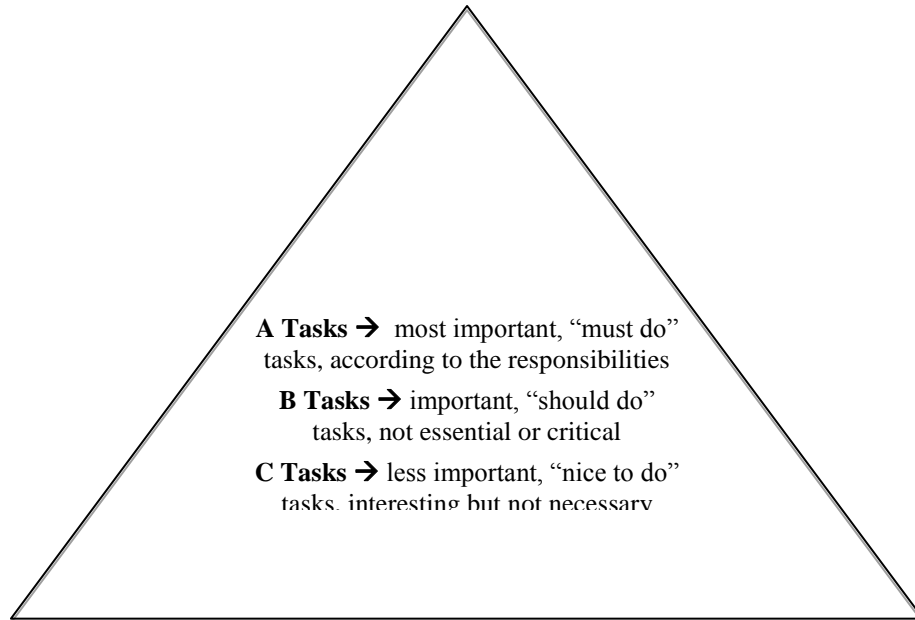 A Tasks → most important, “must do”
tasks, according to the responsibilities
B Tasks → important, “should do”
tasks, not essential or critical
C Tasks → less important, “nice to do”
tasks, interesting but not necessary